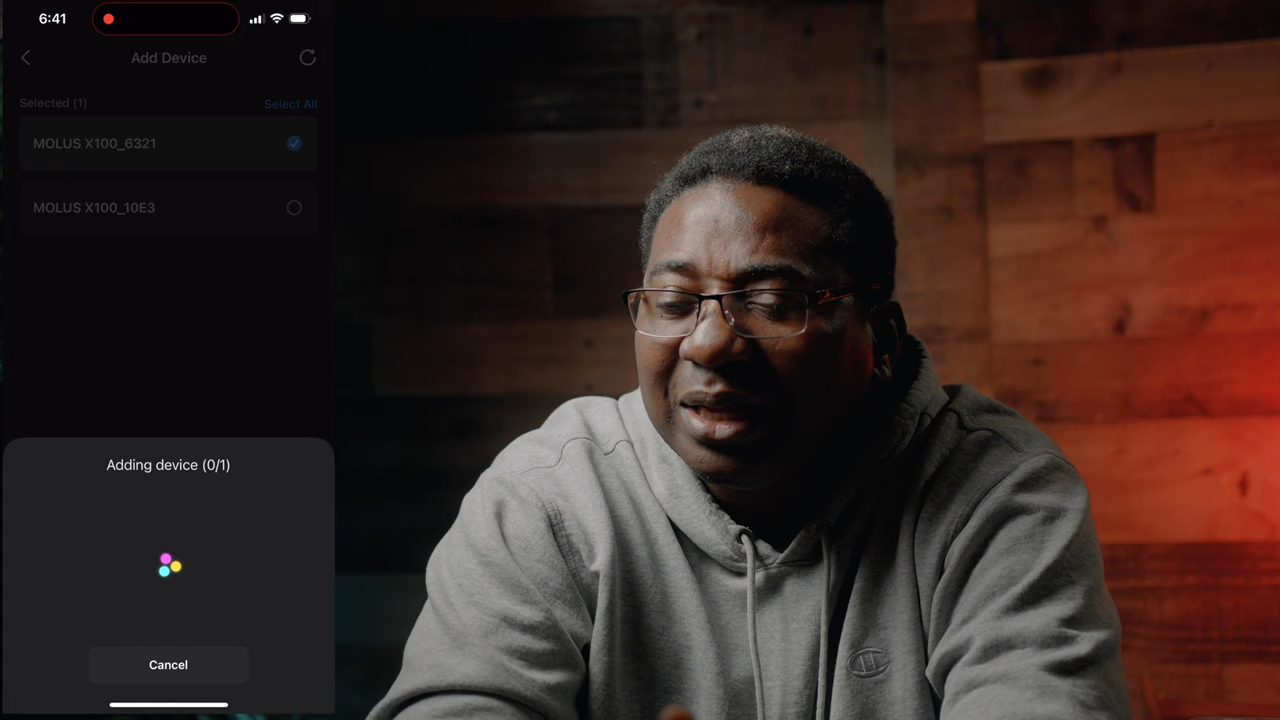 6:41
Add Device
Selected (1)
Select All
MOLUS X100_6321
MOLUS X100_10E3
Adding device (0/1)
Cancel